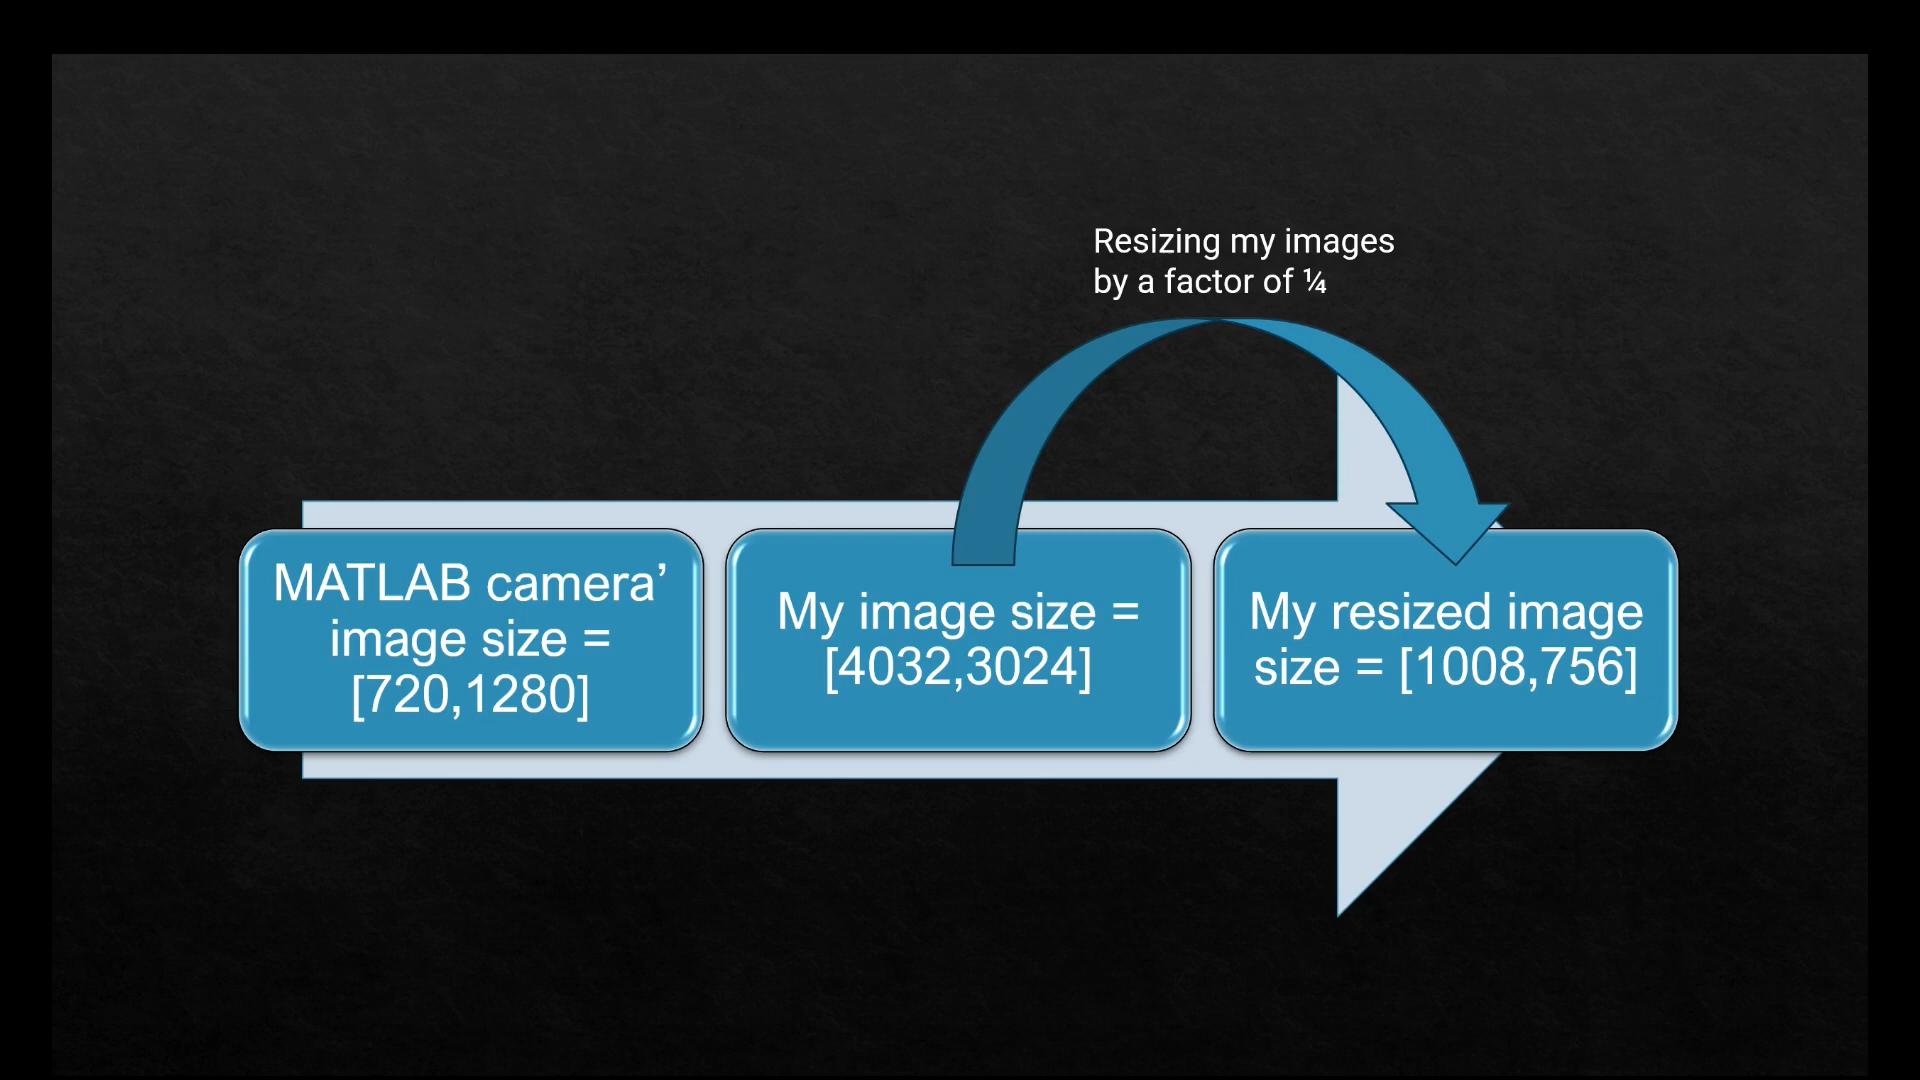 Resizing my images
by a factor of ¼
MATLAB camera’
image size =
[720,1280]
My image size =
[4032,3024]
My resized image
size = [1008,756]